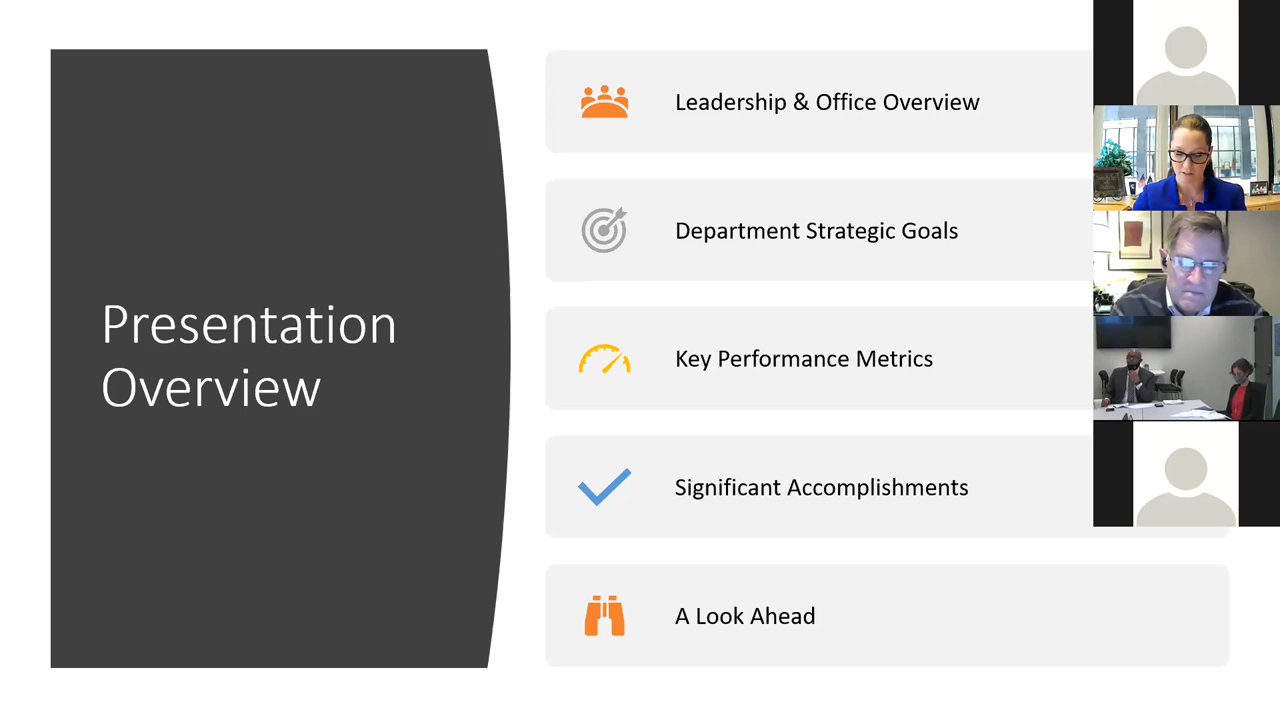 Presentation
Overview
Leadership & Office Overview
Department Strategic Goals
Key Performance Metrics
Significant Accomplishments
A Look Ahead